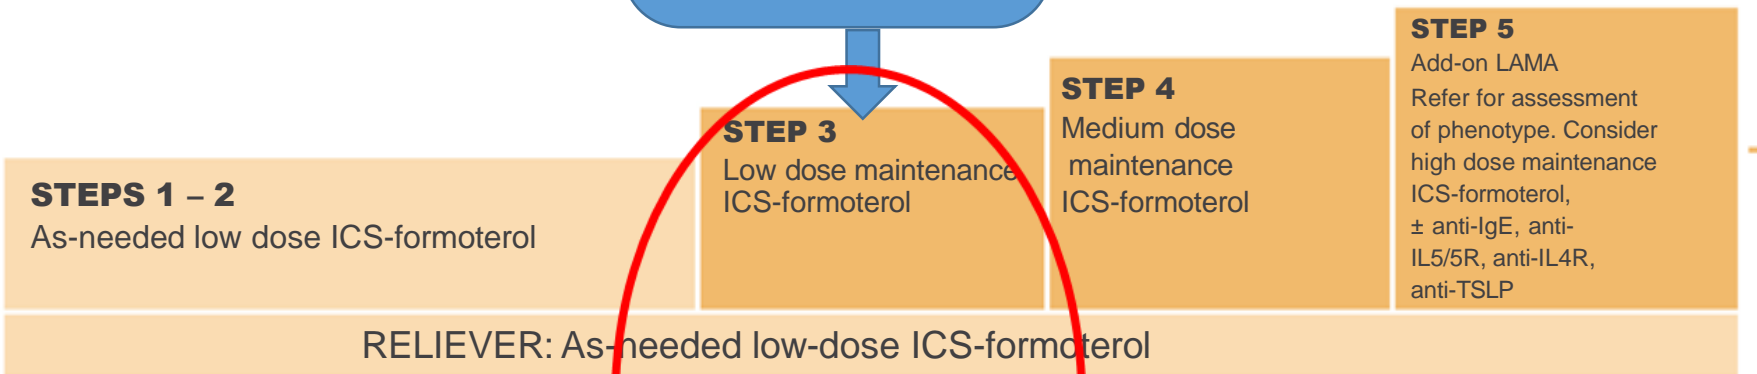 STEPS 1 – 2
As-needed low dose ICS-formoterol
STEP 3
Low dose maintenance
ICS-formoterol
STEP 4
Medium dose
maintenance
ICS-formoterol
STEP 5
Add-on LAMA
Refer for assessment
of phenotype. Consider
high dose maintenance
ICS-formoterol,
± anti-IgE, anti-
IL5/5R, anti-IL4R,
anti-TSLP
RELIEVER: As-needed low-dose ICS-formoterol